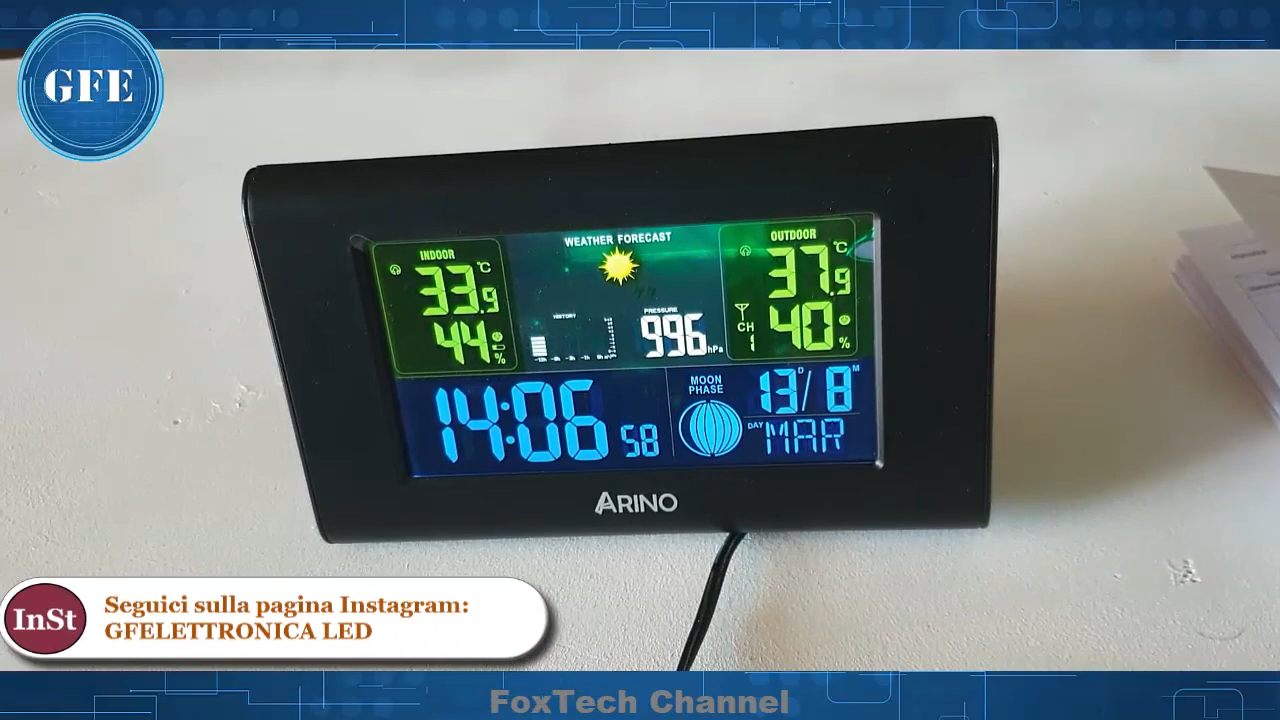 GFE
INDOOR
33.9 °C
44 %
WEATHER FORECAST
HISTORY
PRESSURE
996 hPa
OUTDOOR
37.9 °C
CH 1
40 %
14:06 58
MOON
PHASE
13 D / 8 M
DAY MAR
ARINO
InSt
Seguici sulla pagina Instagram:
GFELETTRONICA LED
FoxTech Channel